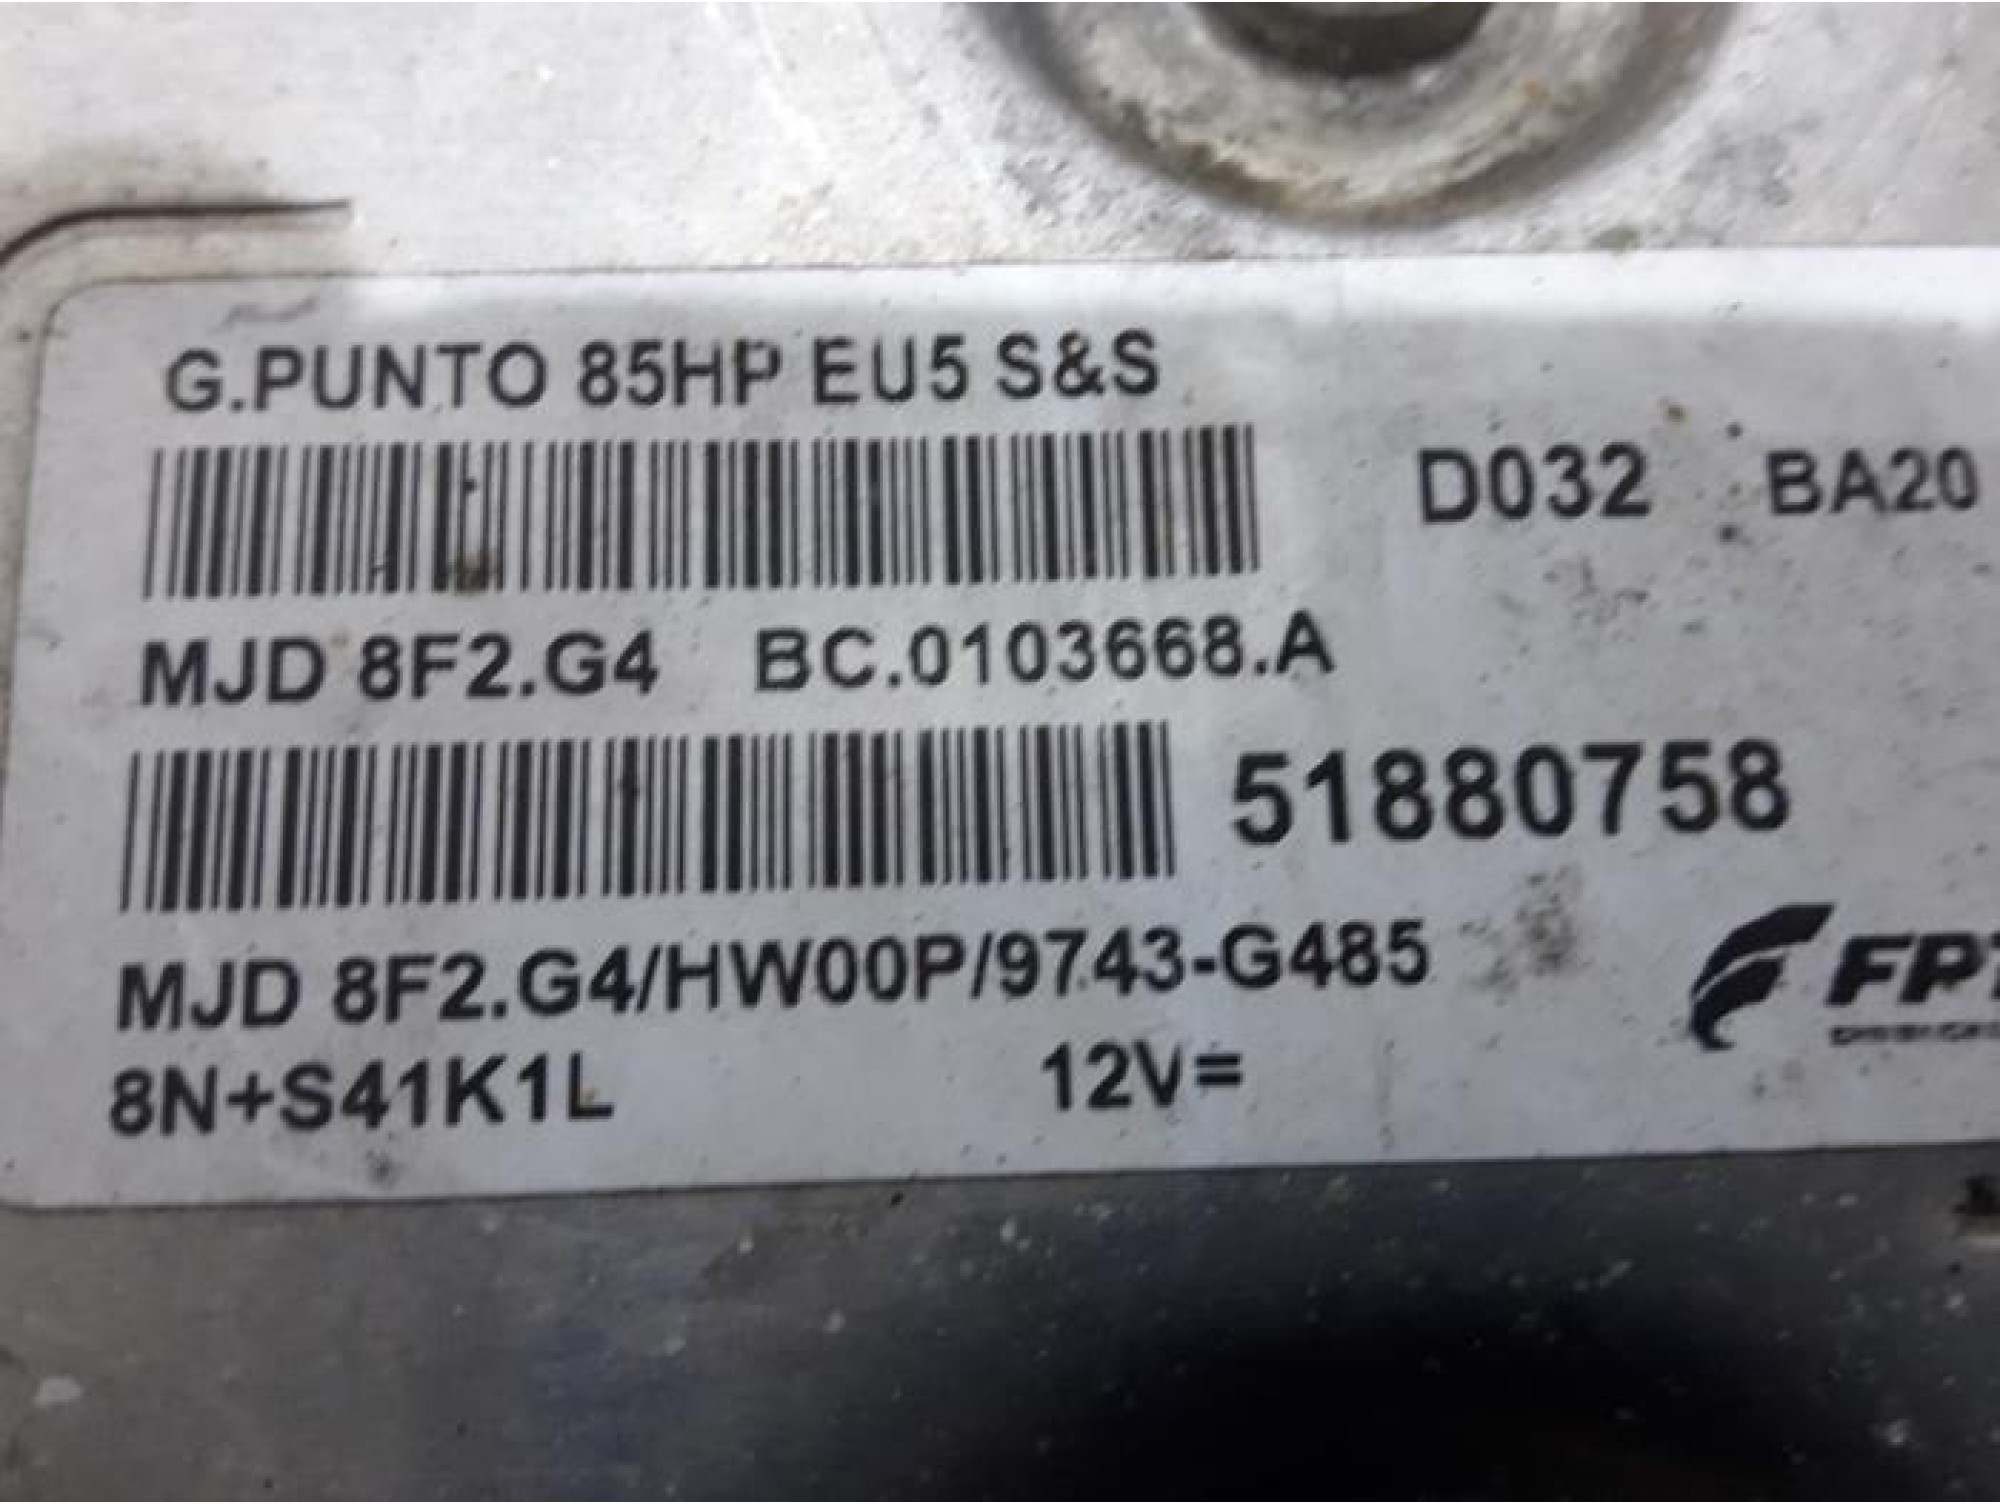 G.PUNTO 85HP EU5 S&S
D032 BA20
MJD 8F2.G4 BC.0103668.A
51880758
MJD 8F2.G4/HW00P/9743-G485
FPT
8N+S41K1L 12V=